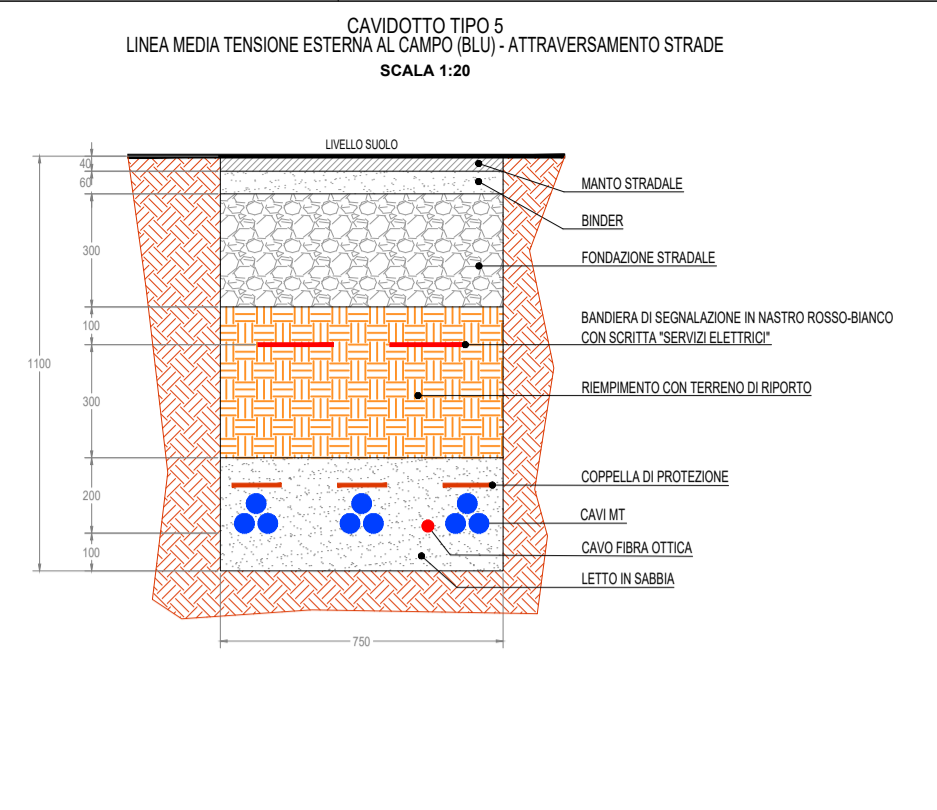 CAVIDOTTO TIPO 5
LINEA MEDIA TENSIONE ESTERNA AL CAMPO (BLU) - ATTRAVERSAMENTO STRADE
SCALA 1:20
LIVELLO SUOLO
40
60
300
100
1100
300
200
100
750
MANTO STRADALE
BINDER
FONDAZIONE STRADALE
BANDIERA DI SEGNALAZIONE IN NASTRO ROSSO-BIANCO
CON SCRITTA "SERVIZI ELETTRICI"
RIEMPIMENTO CON TERRENO DI RIPORTO
COPPELLA DI PROTEZIONE
CAVI MT
CAVO FIBRA OTTICA
LETTO IN SABBIA